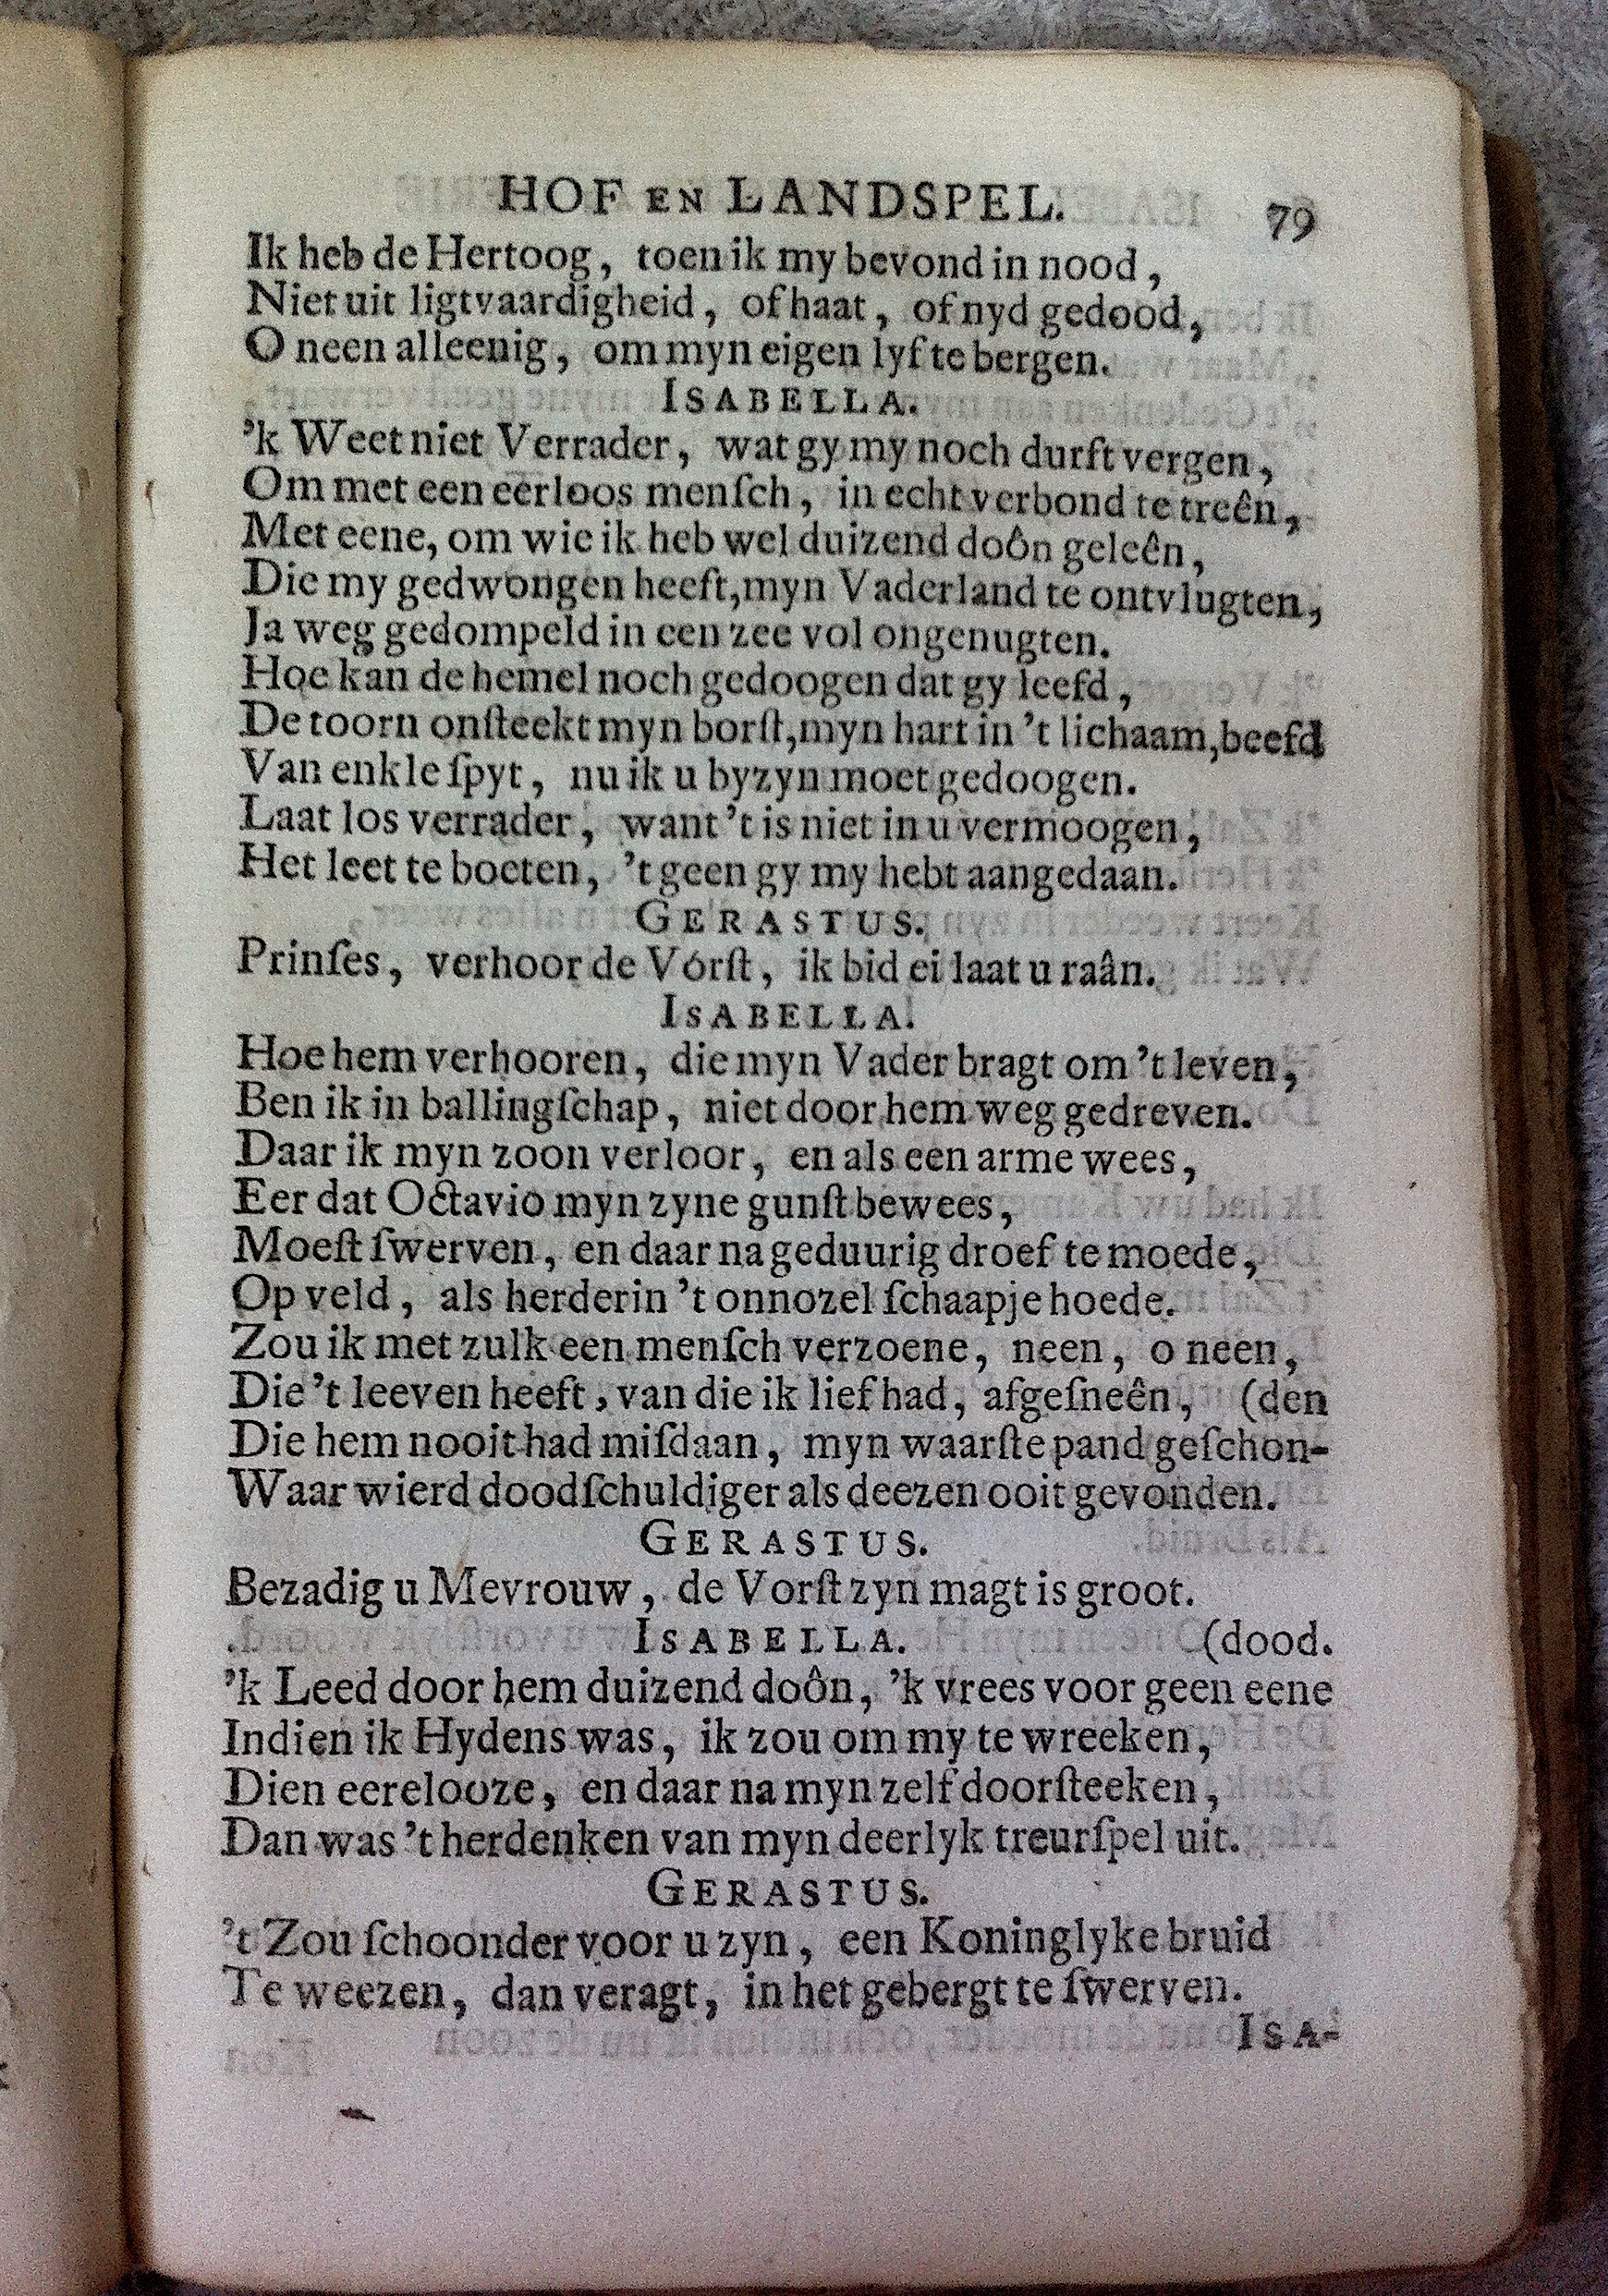 HOF EN LANDSPEL. 79
Ik heb de Hertoog, toen ik my bevond in nood,
Niet uit ligtvaardigheid, of haat, of nyd gedood,
O neen alleenig, om myn eigen lyf te bergen.
ISABELLA.
'k Weet niet Verrader, wat gy my noch durft vergen,
Om met een eerloos menſch, in echt verbond te treên,
Met eene, om wie ik heb wel duizend doôn geleên,
Die my gedwongen heeft, myn Vaderland te ontvlugten,
Ja weg gedompeld in een zee vol ongenugten.
Hoe kan de hemel noch gedoogen dat gy leefd,
De toorn onſteekt myn borſt, myn hart in 't lichaam, beefd
Van enkle ſpyt, nu ik u byzyn moet gedoogen.
Laat los verrader, want 't is niet in u vermoogen,
Het leet te boeten, 't geen gy my hebt aangedaan.
GERASTUS.
Prinſes, verhoor de Vorſt, ik bid ei laat u raân.
ISABELLA.
Hoe hem verhooren, die myn Vader bragt om 't leven,
Ben ik in ballingſchap, niet door hem weg gedreven.
Daar ik myn zoon verloor, en als een arme wees,
Eer dat Octavio myn zyne gunſt bewees,
Moeſt ſwerven, en daar na geduurig droef te moede,
Op veld, als herderin 't onnozel ſchaapje hoede.
Zou ik met zulk een menſch verzoene, neen, o neen,
Die 't leeven heeft, van die ik lief had, afgeſneên, (den
Die hem nooit had miſdaan, myn waarſte pand geſchon-
Waar wierd doodſchuldiger als deezen ooit gevonden.
GERASTUS.
Bezadig u Mevrouw, de Vorſt zyn magt is groot.
ISABELLA. (dood.
'k Leed door hem duizend doôn, 'k vrees voor geen eene
Indien ik Hydens was, ik zou om my te wreeken,
Dien eerelooze, en daar na myn zelf doorſteeken,
Dan was 't herdenken van myn deerlyk treurſpel uit.
GERASTUS.
't Zou ſchoonder voor u zyn, een Koninglyke bruid
Te weezen, dan veragt, in het gebergt te ſwerven.
ISA-